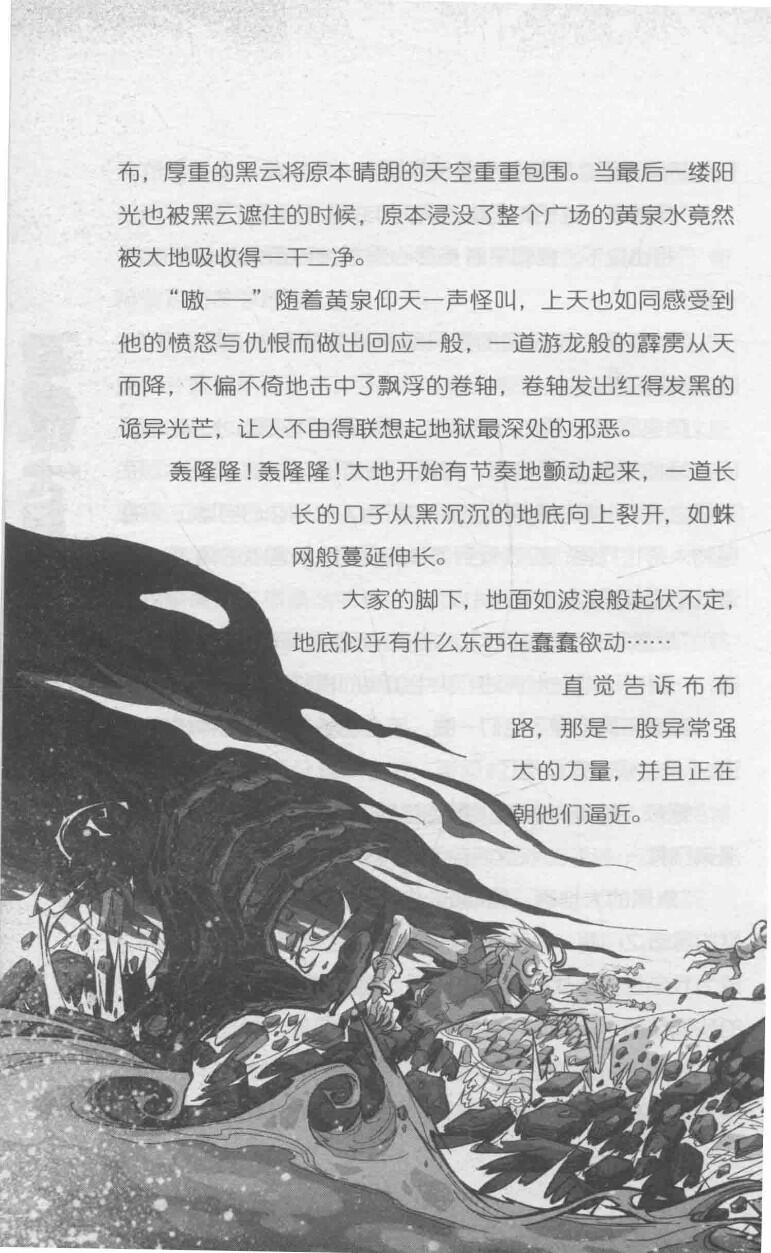 布，厚重的黑云将原本晴朗的天空重重包围。当最后一缕阳
光也被黑云遮住的时候，原本浸没了整个广场的黄泉水竟然
被大地吸收得一干二净。
“嗷——”随着黄泉仰天一声怪叫，上天也如同感受到
他的愤怒与仇恨而做出回应一般，一道游龙般的霹雳从天
而降，不偏不倚地击中了飘浮的卷轴，卷轴发出红得发黑的
诡异光芒，让人不由得联想起地狱最深处的邪恶。
轰隆隆！轰隆隆！大地开始有节奏地颤动起来，一道长
长的口子从黑沉沉的地底向上裂开，如蛛
网般蔓延伸长。
大家的脚下，地面如波浪般起伏不定，
地底似乎有什么东西在蠢蠢欲动……
直觉告诉布布
路，那是一股异常强
大的力量，并且正在
朝他们逼近。